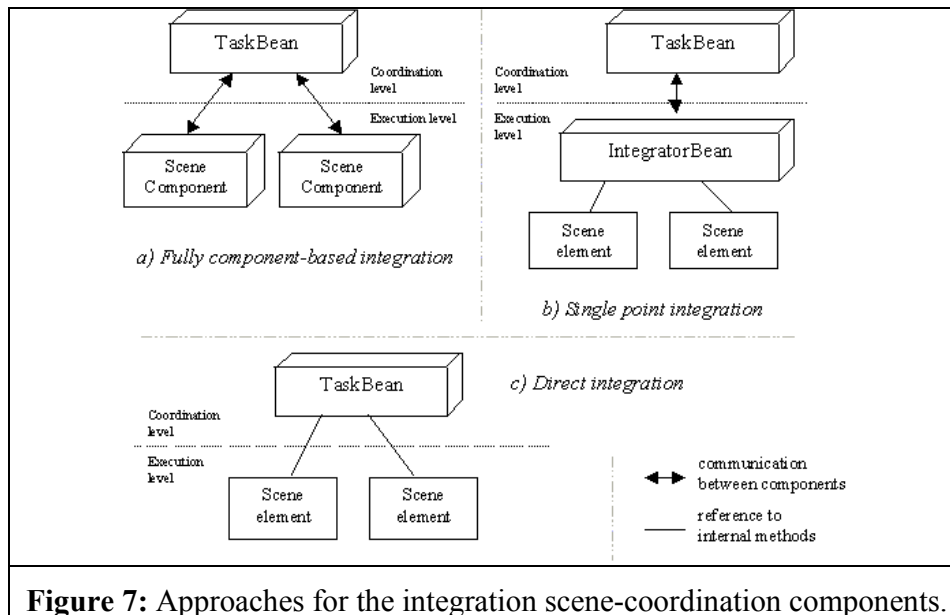 TaskBean
Coordination
level
Execution level
Scene
Component
Scene
Component
a) Fully component-based integration
TaskBean
Coordination
level
Execution
level
IntegratorBean
Scene
element
Scene
element
b) Single point integration
TaskBean
c) Direct integration
Coordination
level
Execution
level
Scene
element
Scene
element
communication
between components
reference to
internal methods
Figure 7: Approaches for the integration scene-coordination components.